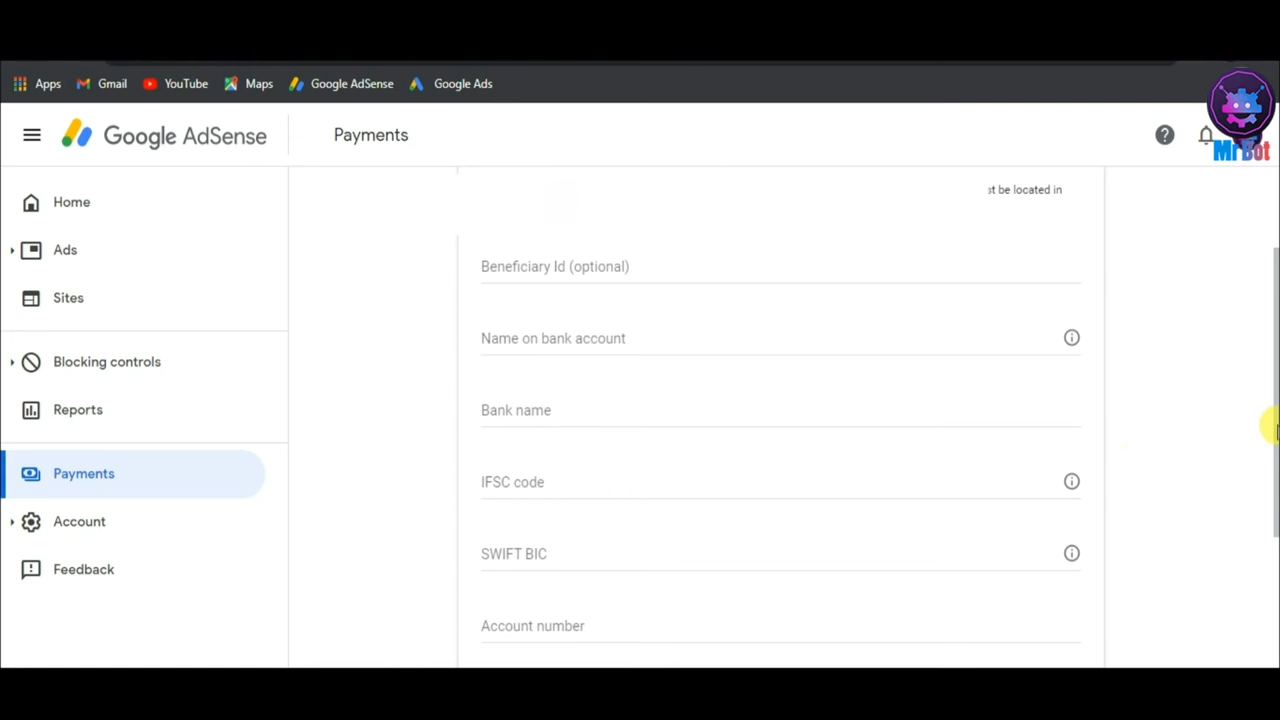 Apps Gmail YouTube Maps Google AdSense Google Ads
Google AdSense Payments
Mr Bot
be located in
Home
Ads
Sites
Blocking controls
Reports
Payments
Account
Feedback
Beneficiary Id (optional)
Name on bank account
Bank name
IFSC code
SWIFT BIC
Account number